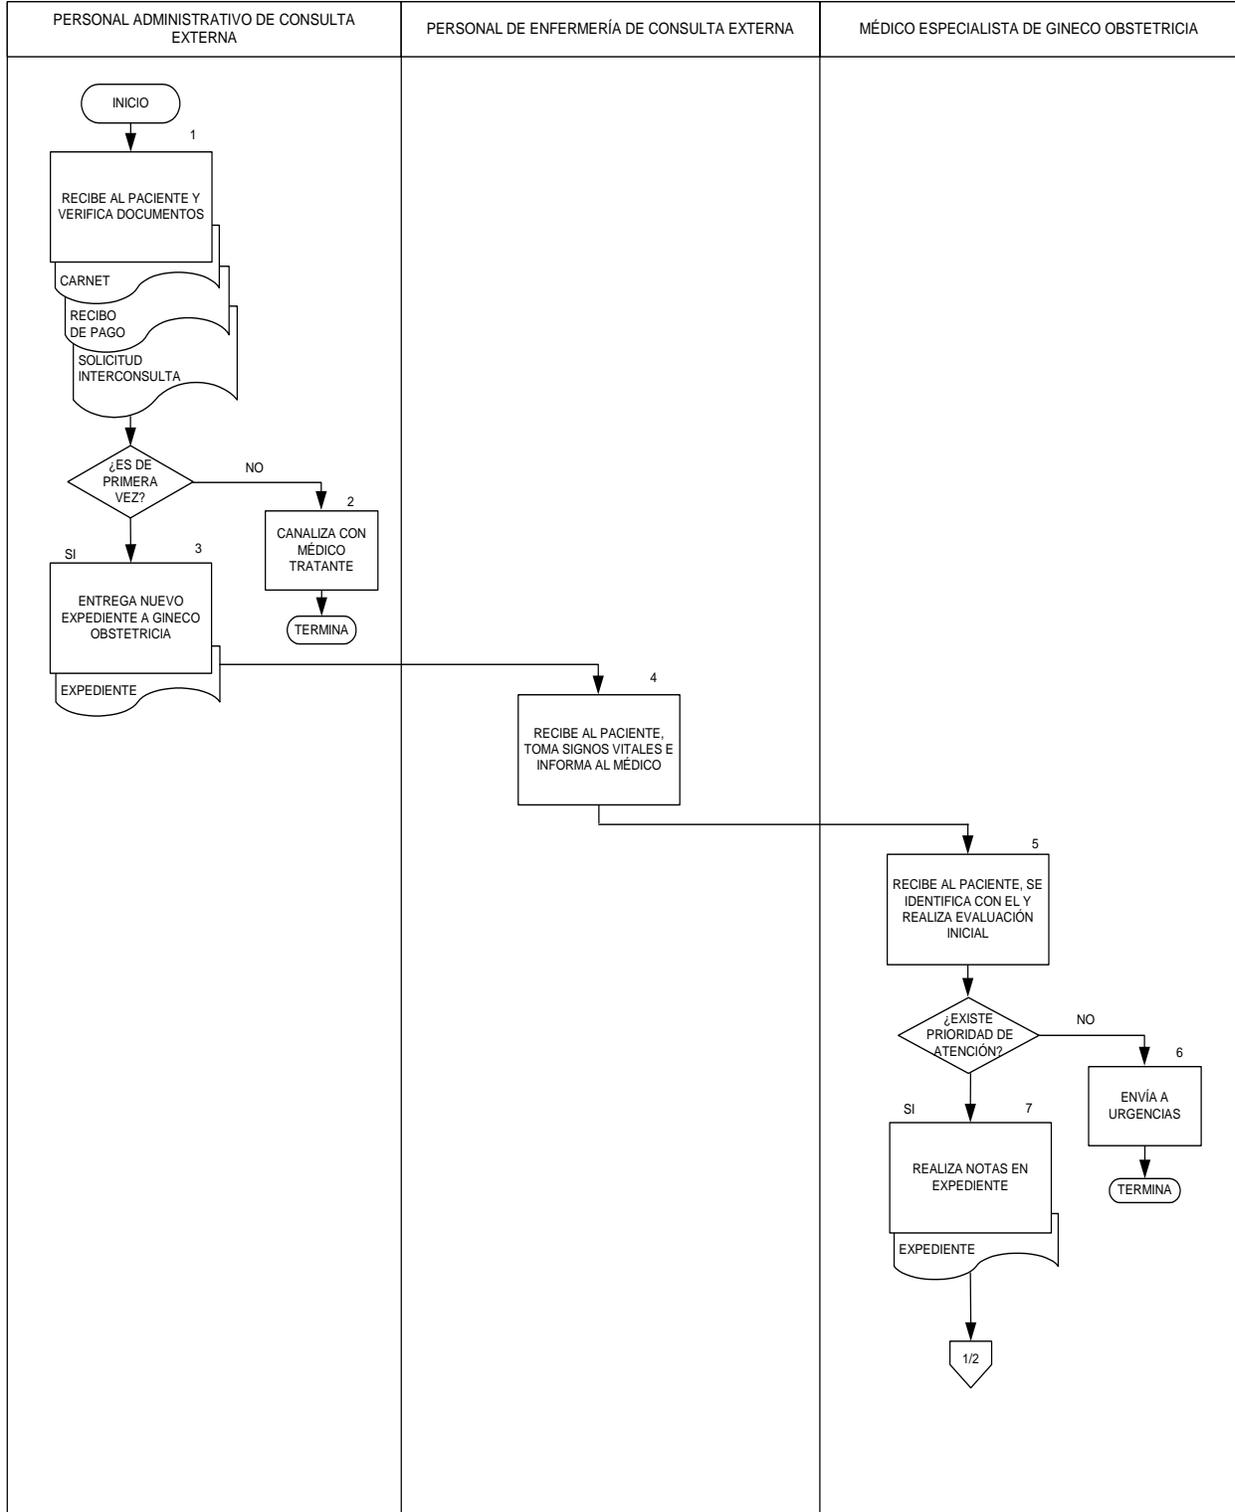 PERSONAL ADMINISTRATIVO DE CONSULTA
EXTERNA
PERSONAL DE ENFERMERÍA DE CONSULTA EXTERNA
MÉDICO ESPECIALISTA DE GINECO OBSTETRICIA
INICIO
1
RECIBE AL PACIENTE Y
VERIFICA DOCUMENTOS
CARNET
RECIBO
DE PAGO
SOLICITUD
INTERCONSULTA
¿ES DE
PRIMERA
VEZ?
NO
2
CANALIZA CON
MÉDICO
TRATANTE
TERMINA
SI
3
ENTREGA NUEVO
EXPEDIENTE A GINECO
OBSTETRICIA
EXPEDIENTE
4
RECIBE AL PACIENTE,
TOMA SIGNOS VITALES E
INFORMA AL MÉDICO
5
RECIBE AL PACIENTE, SE
IDENTIFICA CON EL Y
REALIZA EVALUACIÓN
INICIAL
¿EXISTE
PRIORIDAD DE
ATENCIÓN?
NO
6
ENVÍA A
URGENCIAS
TERMINA
SI
7
REALIZA NOTAS EN
EXPEDIENTE
EXPEDIENTE
1/2